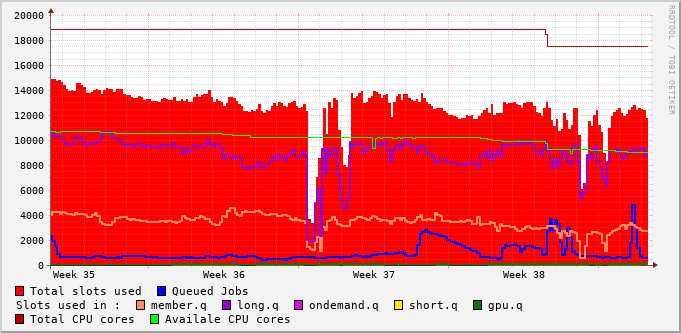 20000
18000
16000
14000
12000
10000
8000
6000
4000
2000
0
Week 35 Week 36 Week 37 Week 38
RRDTOOL / TOBI OETIKER
Total slots used Queued Jobs
Slots used in : member.q long.q ondemand.q short.q gpu.q
Total CPU cores Availale CPU cores